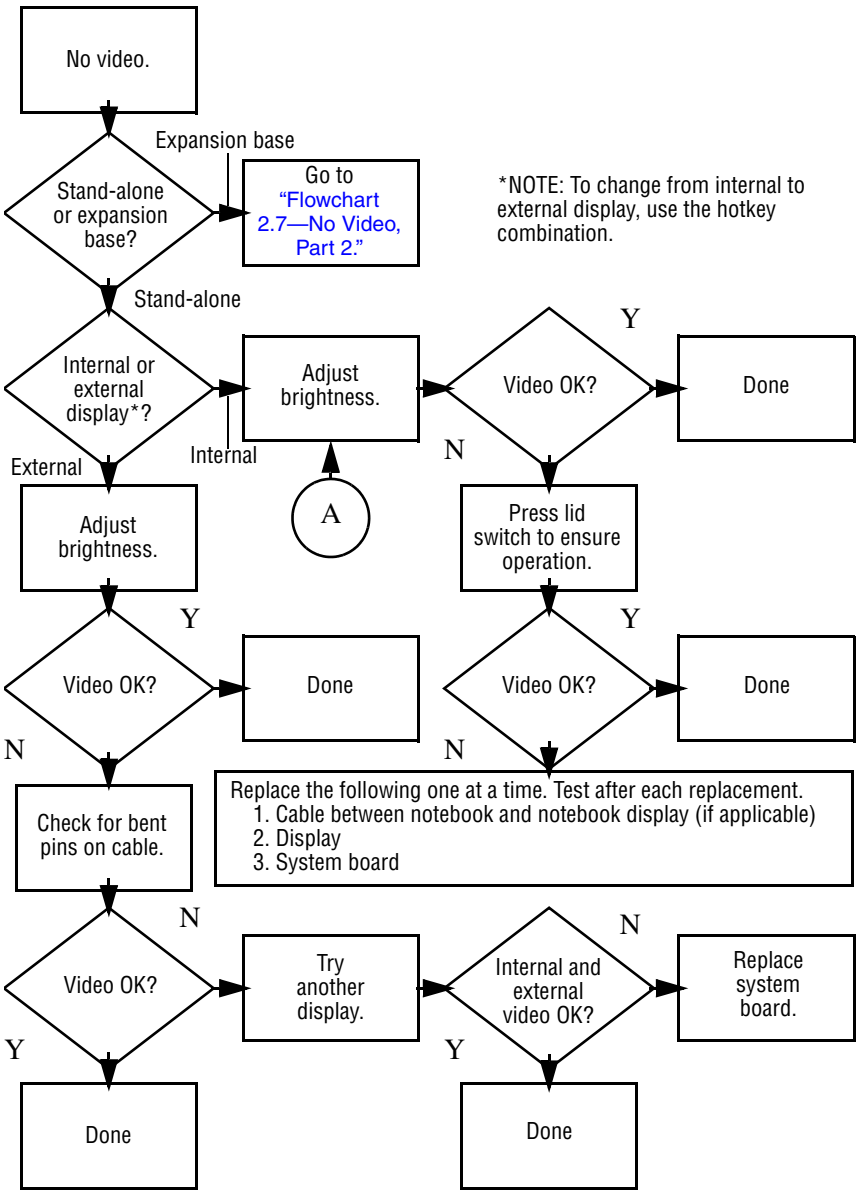 No video.
Expansion base
Stand-alone
or expansion
base?
Go to
“Flowchart
2.7—No Video,
Part 2.”
*NOTE: To change from internal to
external display, use the hotkey
combination.
Stand-alone
Internal or
external
display*?
Internal
External
Adjust
brightness.
Video OK?
Y
Done
N
A
Adjust
brightness.
Press lid
switch to ensure
operation.
Video OK?
Y
Done
N
Video OK?
Y
Done
N
Check for bent
pins on cable.
Replace the following one at a time. Test after each replacement.
1. Cable between notebook and notebook display (if applicable)
2. Display
3. System board
Video OK?
N
Try
another
display.
Internal and
external
video OK?
N
Replace
system
board.
Y
Done
Y
Done